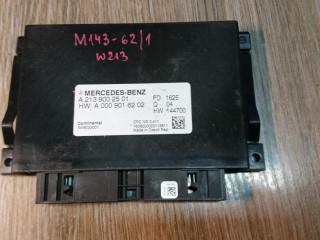 M143-62/1
W213
MERCEDES-BENZ
A 213 900 25 01 FD 162E
HW A 000 901 62 02 Q 04
HW 144700
Continental
Made in Czech Rep.